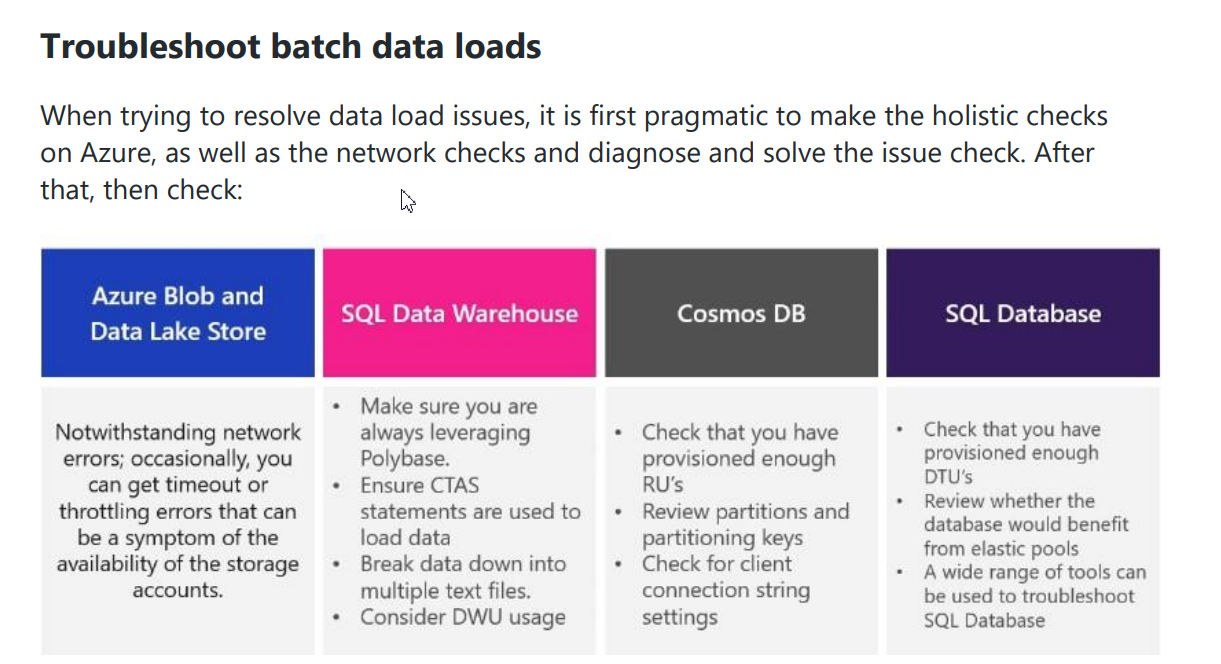 Troubleshoot batch data loads
When trying to resolve data load issues, it is first pragmatic to make the holistic checks
on Azure, as well as the network checks and diagnose and solve the issue check. After
that, then check:
Azure Blob and
Data Lake Store
Notwithstanding network
errors; occasionally, you
can get timeout or
throttling errors that can
be a symptom of the
availability of the storage
accounts.
SQL Data Warehouse
• Make sure you are
always leveraging
Polybase.
• Ensure CTAS
statements are used to
load data
• Break data down into
multiple text files.
• Consider DWU usage
Cosmos DB
• Check that you have
provisioned enough
RU's
• Review partitions and
partitioning keys
• Check for client
connection string
settings
SQL Database
• Check that you have
provisioned enough
DTU's
• Review whether the
database would benefit
from elastic pools
• A wide range of tools can
be used to troubleshoot
SQL Database